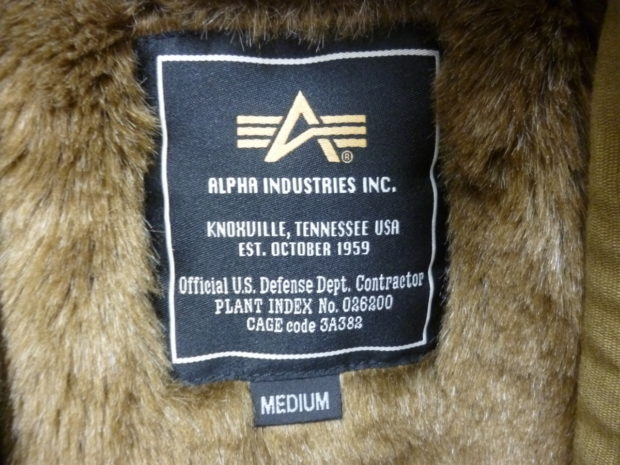 ®
ALPHA INDUSTRIES INC.
KNOXVILLE, TENNESSEE USA
EST. OCTOBER 1959
Official U.S. Defense Dept. Contractor
PLANT INDEX No. 026200
CAGE code 3A382
MEDIUM